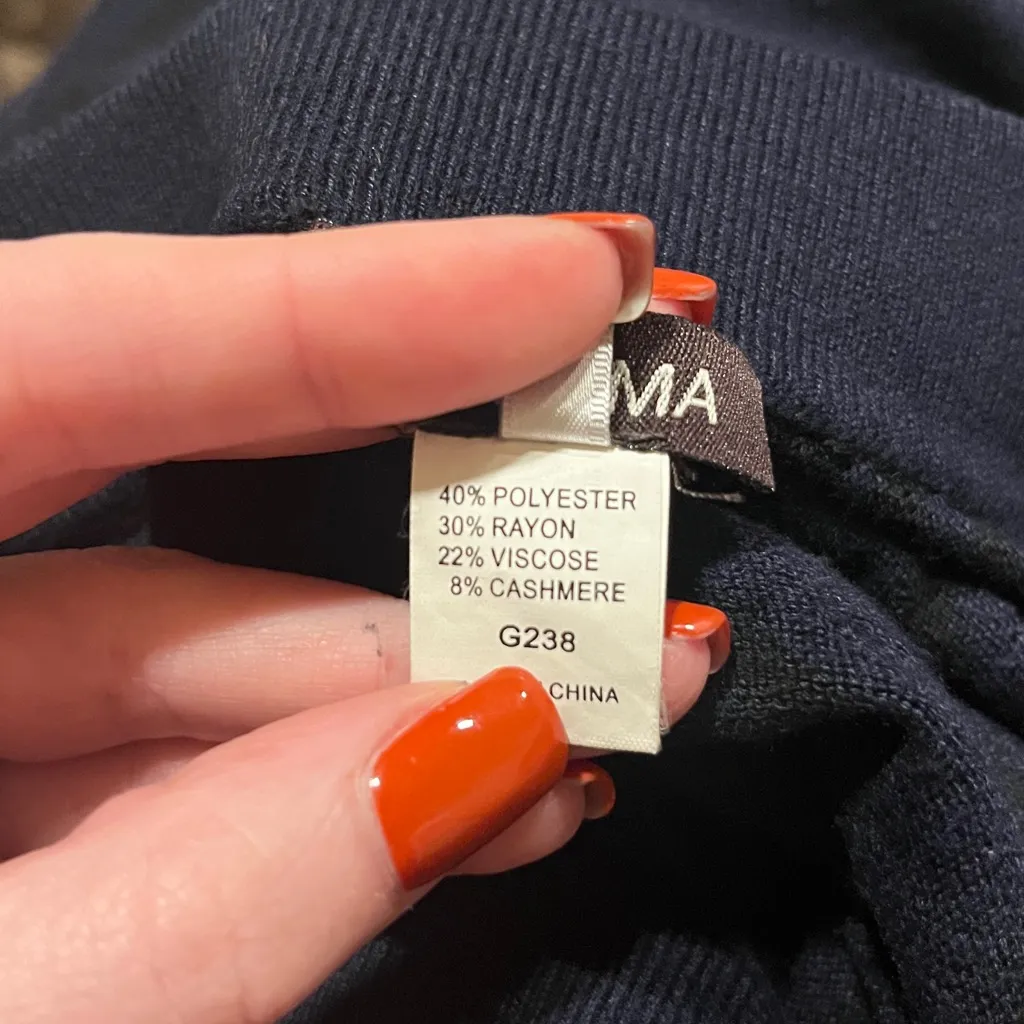 MA
40% POLYESTER
30% RAYON
22% VISCOSE
8% CASHMERE
G238
CHINA